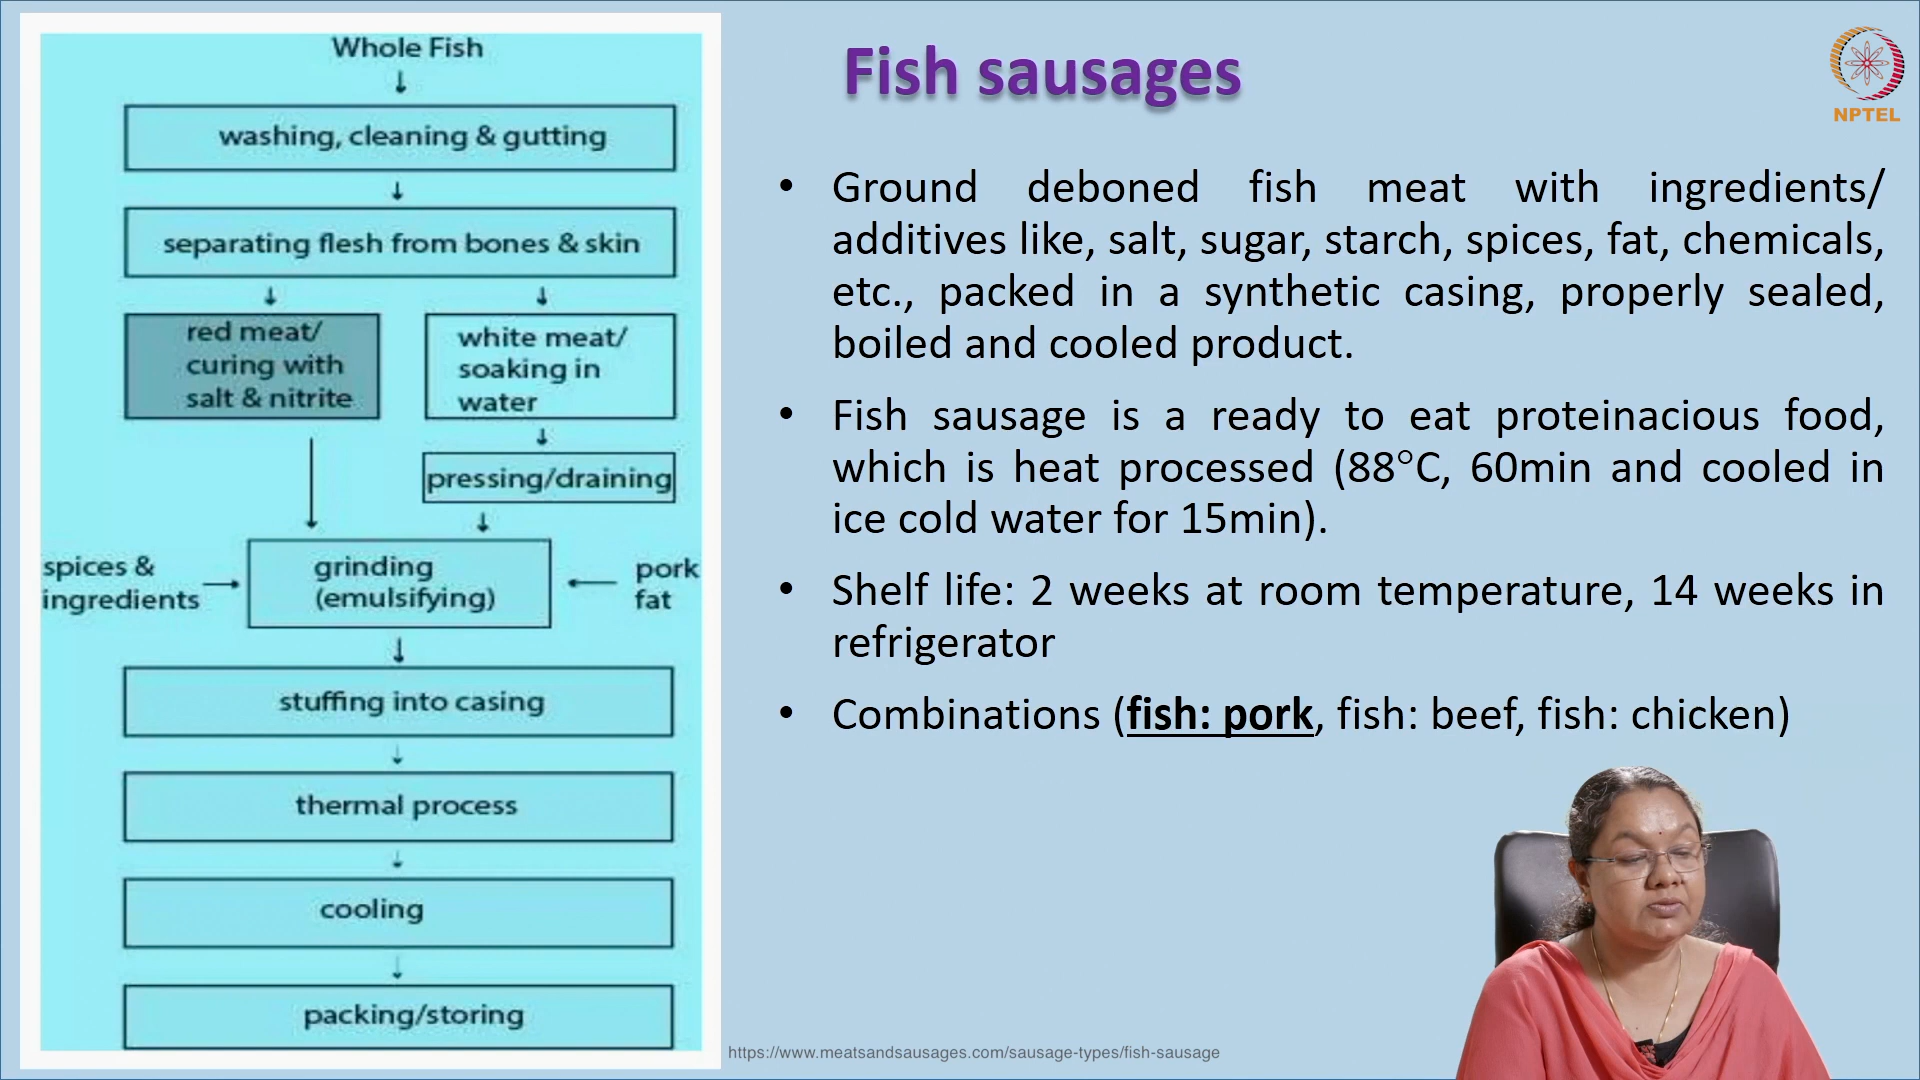 Whole Fish
washing, cleaning & gutting
separating flesh from bones & skin
red meat/
curing with
salt & nitrite
white meat/
soaking in
water
pressing/draining
spices &
ingredients
grinding
(emulsifying)
pork
fat
stuffing into casing
thermal process
cooling
packing/storing
Fish sausages
NPTEL
• Ground deboned fish meat with ingredients/
additives like, salt, sugar, starch, spices, fat, chemicals,
etc., packed in a synthetic casing, properly sealed,
boiled and cooled product.
• Fish sausage is a ready to eat proteinacious food,
which is heat processed (88°C, 60min and cooled in
ice cold water for 15min).
• Shelf life: 2 weeks at room temperature, 14 weeks in
refrigerator
• Combinations (fish: pork, fish: beef, fish: chicken)
https://www.meatsandsausages.com/sausage-types/fish-sausage